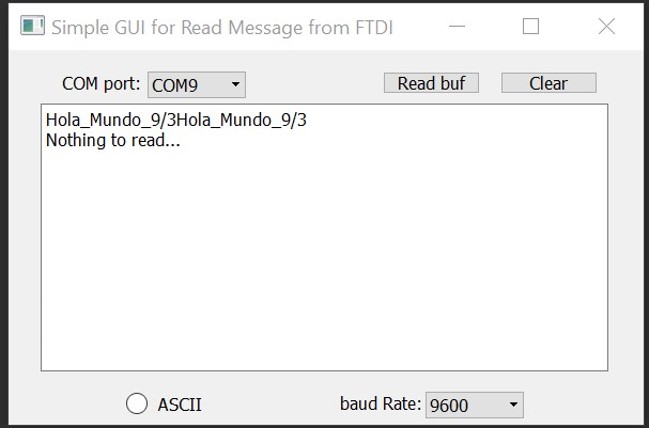 Simple GUI for Read Message from FTDI
COM port: COM9 Read buf Clear
Hola_Mundo_9/3Hola_Mundo_9/3
Nothing to read...
ASCII baud Rate: 9600